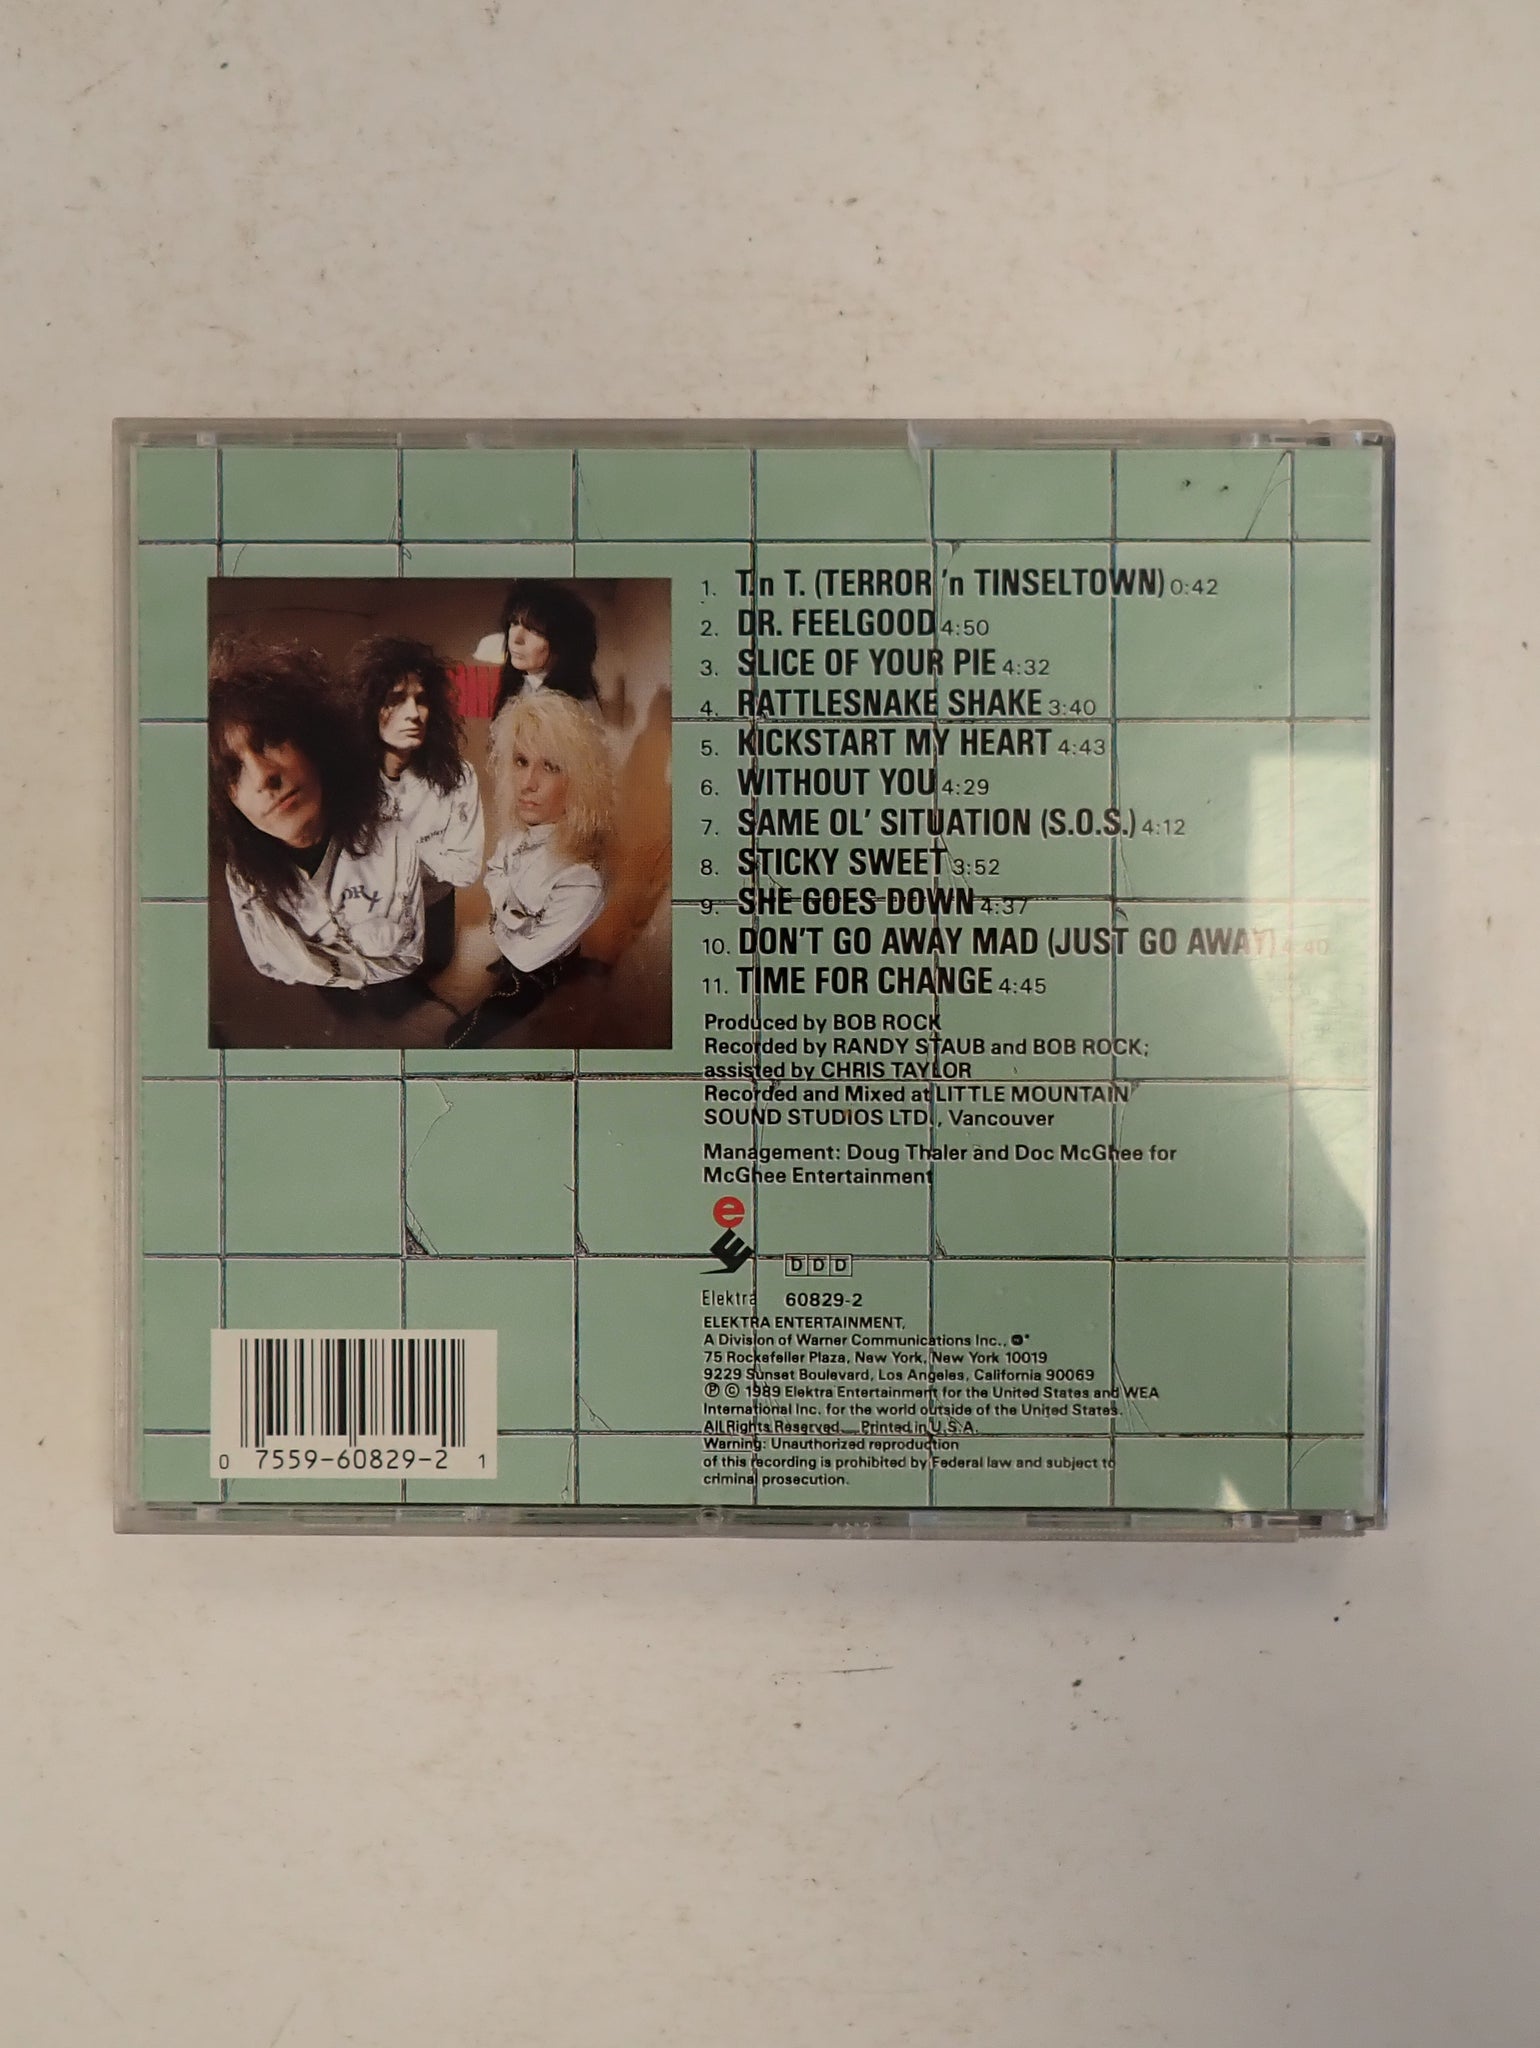 1. T.n T. (TERROR 'n TINSELTOWN) 0:42
2. DR. FEELGOOD 4:50
3. SLICE OF YOUR PIE 4:32
4. RATTLESNAKE SHAKE 3:40
5. KICKSTART MY HEART 4:43
6. WITHOUT YOU 4:29
7. SAME OL' SITUATION (S.O.S.) 4:12
8. STICKY SWEET 3:52
9. SHE GOES DOWN 4:37
10. DON'T GO AWAY MAD (JUST GO AWAY) 4:40
11. TIME FOR CHANGE 4:45
Produced by BOB ROCK
Recorded by RANDY STAUB and BOB ROCK;
assisted by CHRIS TAYLOR
Recorded and Mixed at LITTLE MOUNTAIN
SOUND STUDIOS LTD., Vancouver
Management: Doug Thaler and Doc McGhee for
McGhee Entertainment
e
DDD
Elektra 60829-2
ELEKTRA ENTERTAINMENT,
A Division of Warner Communications Inc.,
75 Rockefeller Plaza, New York, New York 10019
9229 Sunset Boulevard, Los Angeles, California 90069
℗ © 1989 Elektra Entertainment for the United States and WEA
International Inc. for the world outside of the United States.
All Rights Reserved. Printed in U.S.A.
Warning: Unauthorized reproduction
of this recording is prohibited by Federal law and subject to
criminal prosecution.
0 7559-60829-2 1